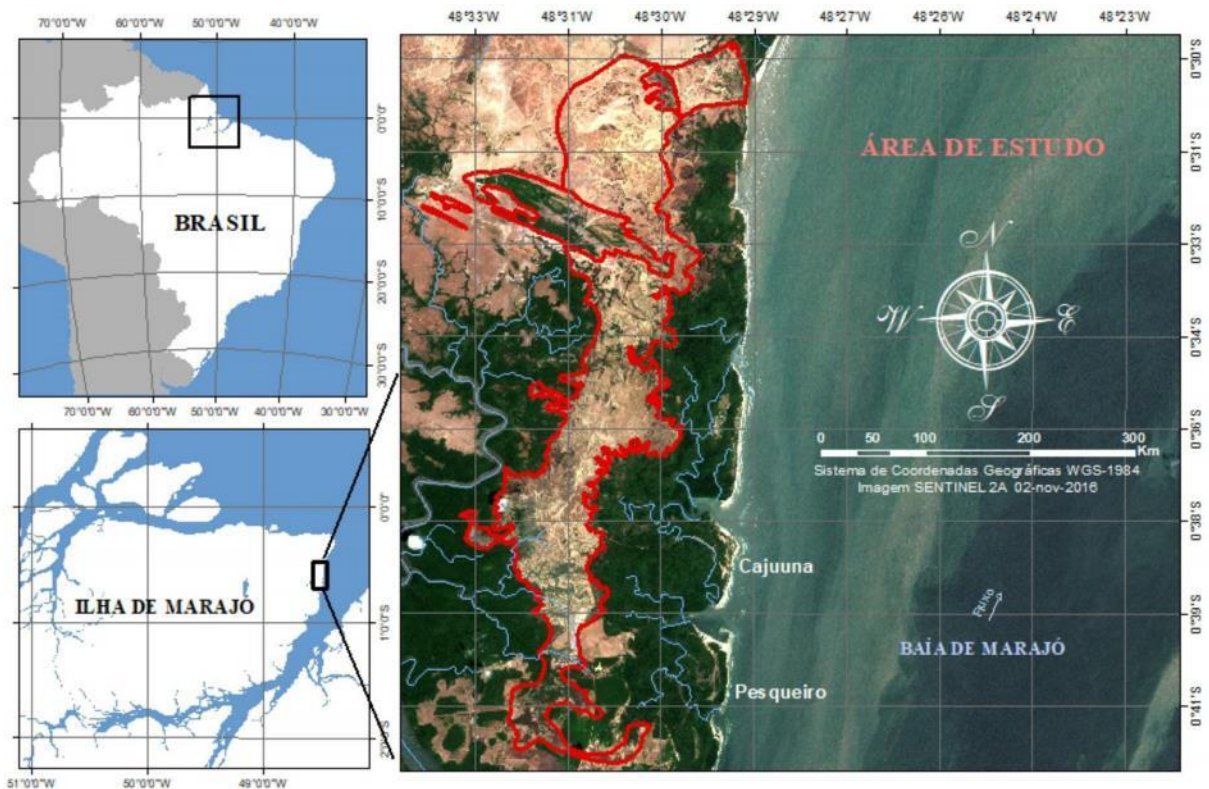 70°0'0"W 60°0'0"W 50°0'0"W 40°0'0"W
0°0'0"
10°0'0"S
20°0'0"S
30°0'0"S
BRASIL
70°0'0"W 60°0'0"W 50°0'0"W 40°0'0"W 30°0'0"W
0°0'0"S
1°0'0"S
2°0'0"S
ILHA DE MARAJÓ
51°0'0"W 50°0'0"W 49°0'0"W
48°33'W 48°31'W 48°30'W 48°29'W 48°27'W 48°26'W 48°24'W 48°23'W
0°30'S
0°31'S
0°33'S
0°34'S
0°36'S
0°38'S
0°39'S
0°41'S
ÁREA DE ESTUDO
N
W E
S
0 50 100 200 300
Km
Sistema de Coordenadas Geográficas WGS-1984
Imagem SENTINEL 2A 02-nov-2016
Cajuuna
Fluxo
BAÍA DE MARAJÓ
Pesqueiro